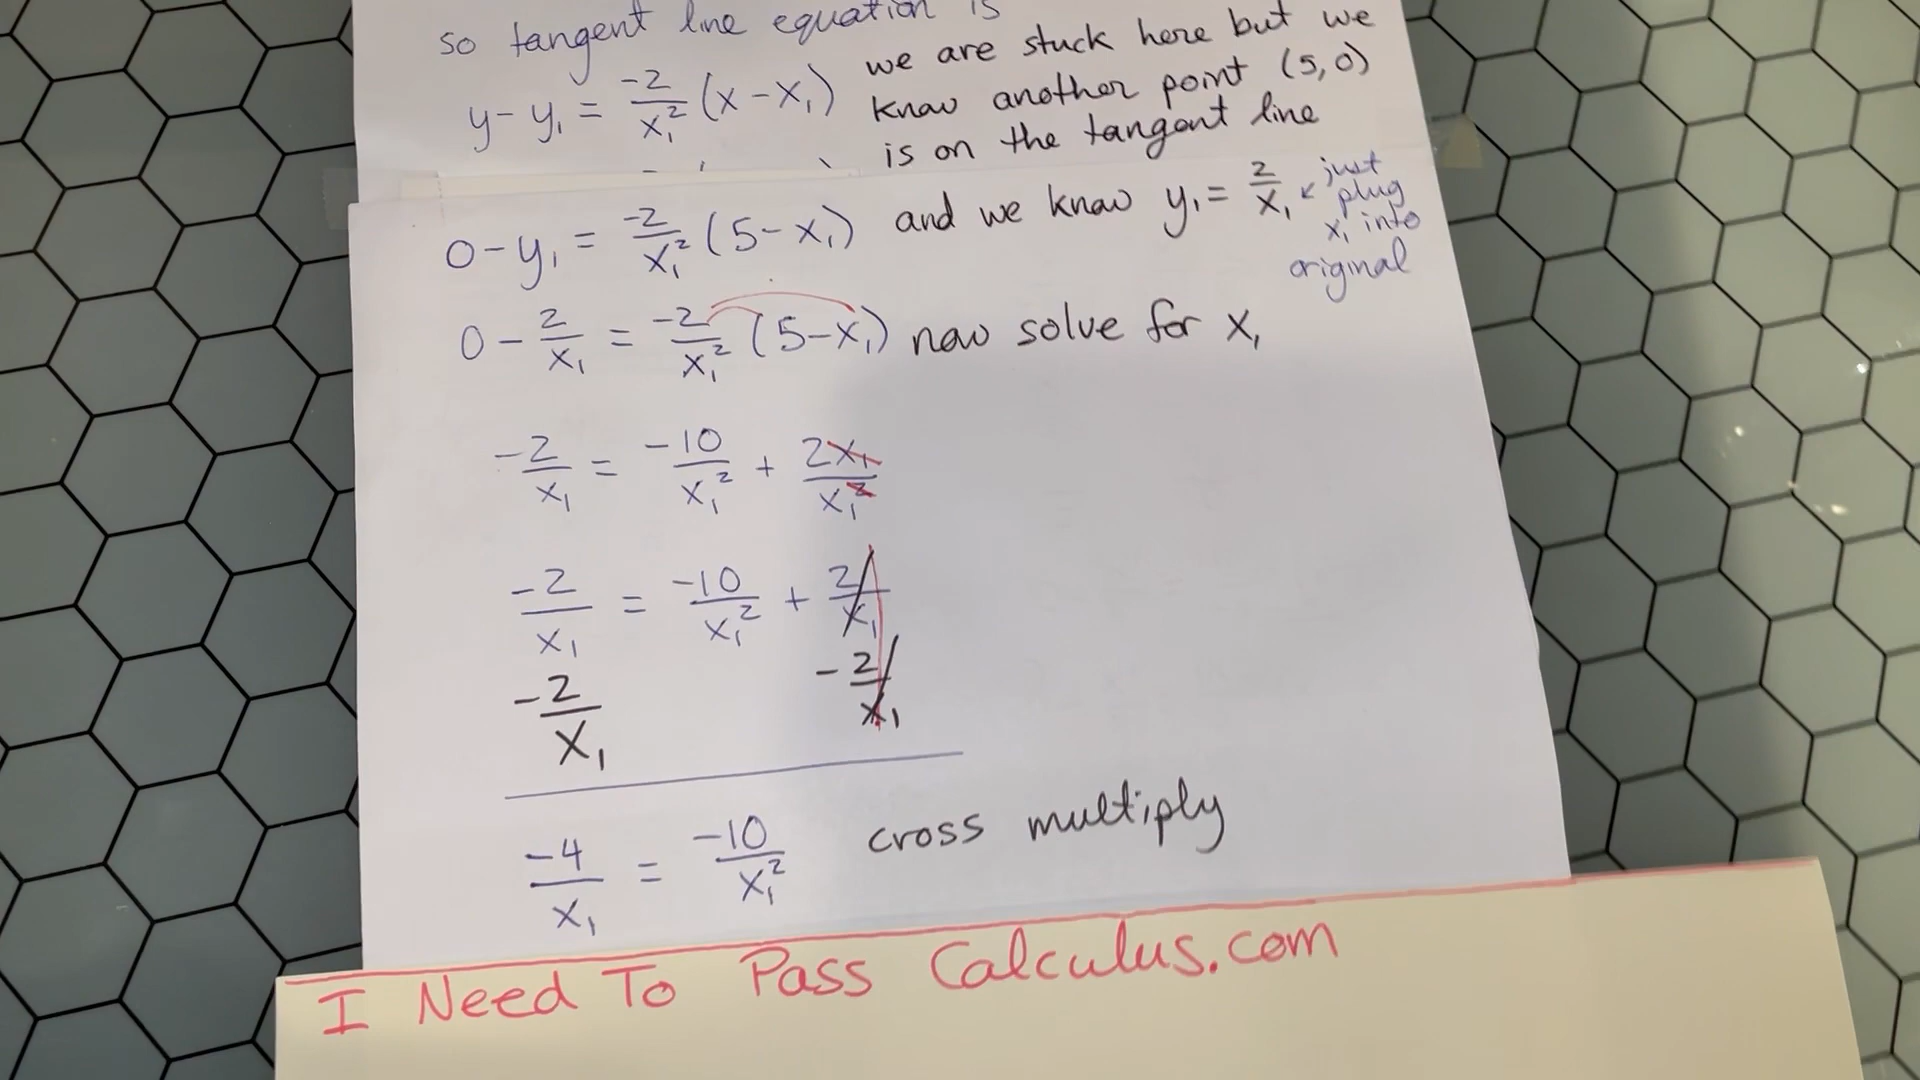 so tangent line equation is
y - y₁ = -2/x₁² (x - x₁)
we are stuck here but we
know another point (5,0)
is on the tangent line
0 - y₁ = -2/x₁² (5 - x₁) and we know y₁ = 2/x₁
just
plug
x₁ into
original
0 - 2/x₁ = -2/x₁² (5 - x₁) now solve for x₁
-2/x₁ = -10/x₁² + 2x₁/x₁²
-2/x₁ = -10/x₁² + 2/x₁
-2/x₁ -2/x₁
-4/x₁ = -10/x₁² cross multiply
I Need To Pass Calculus.com